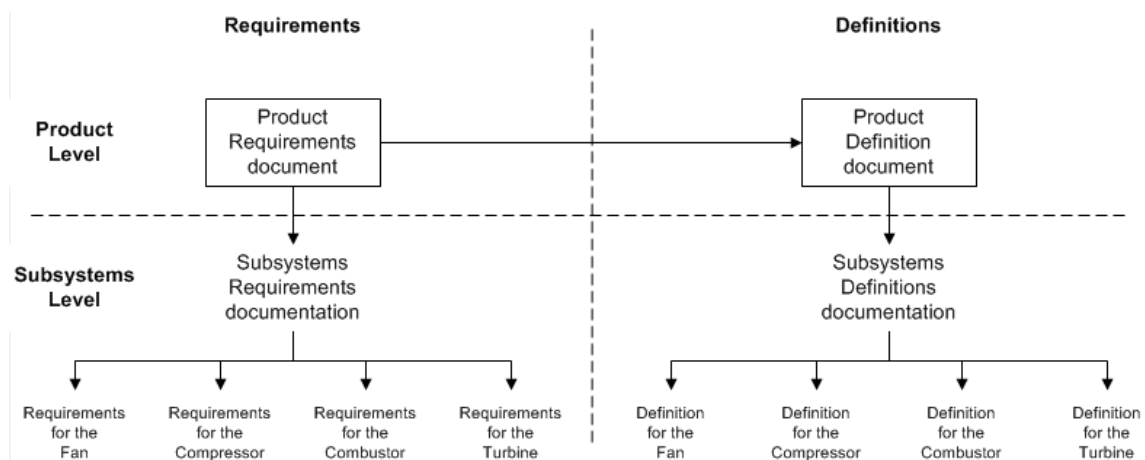 Requirements
Definitions
Product
Level
Product
Requirements
document
Product
Definition
document
Subsystems
Level
Subsystems
Requirements
documentation
Subsystems
Definitions
documentation
Requirements
for the
Fan
Requirements
for the
Compressor
Requirements
for the
Combustor
Requirements
for the
Turbine
Definition
for the
Fan
Definition
for the
Compressor
Definition
for the
Combustor
Definition
for the
Turbine